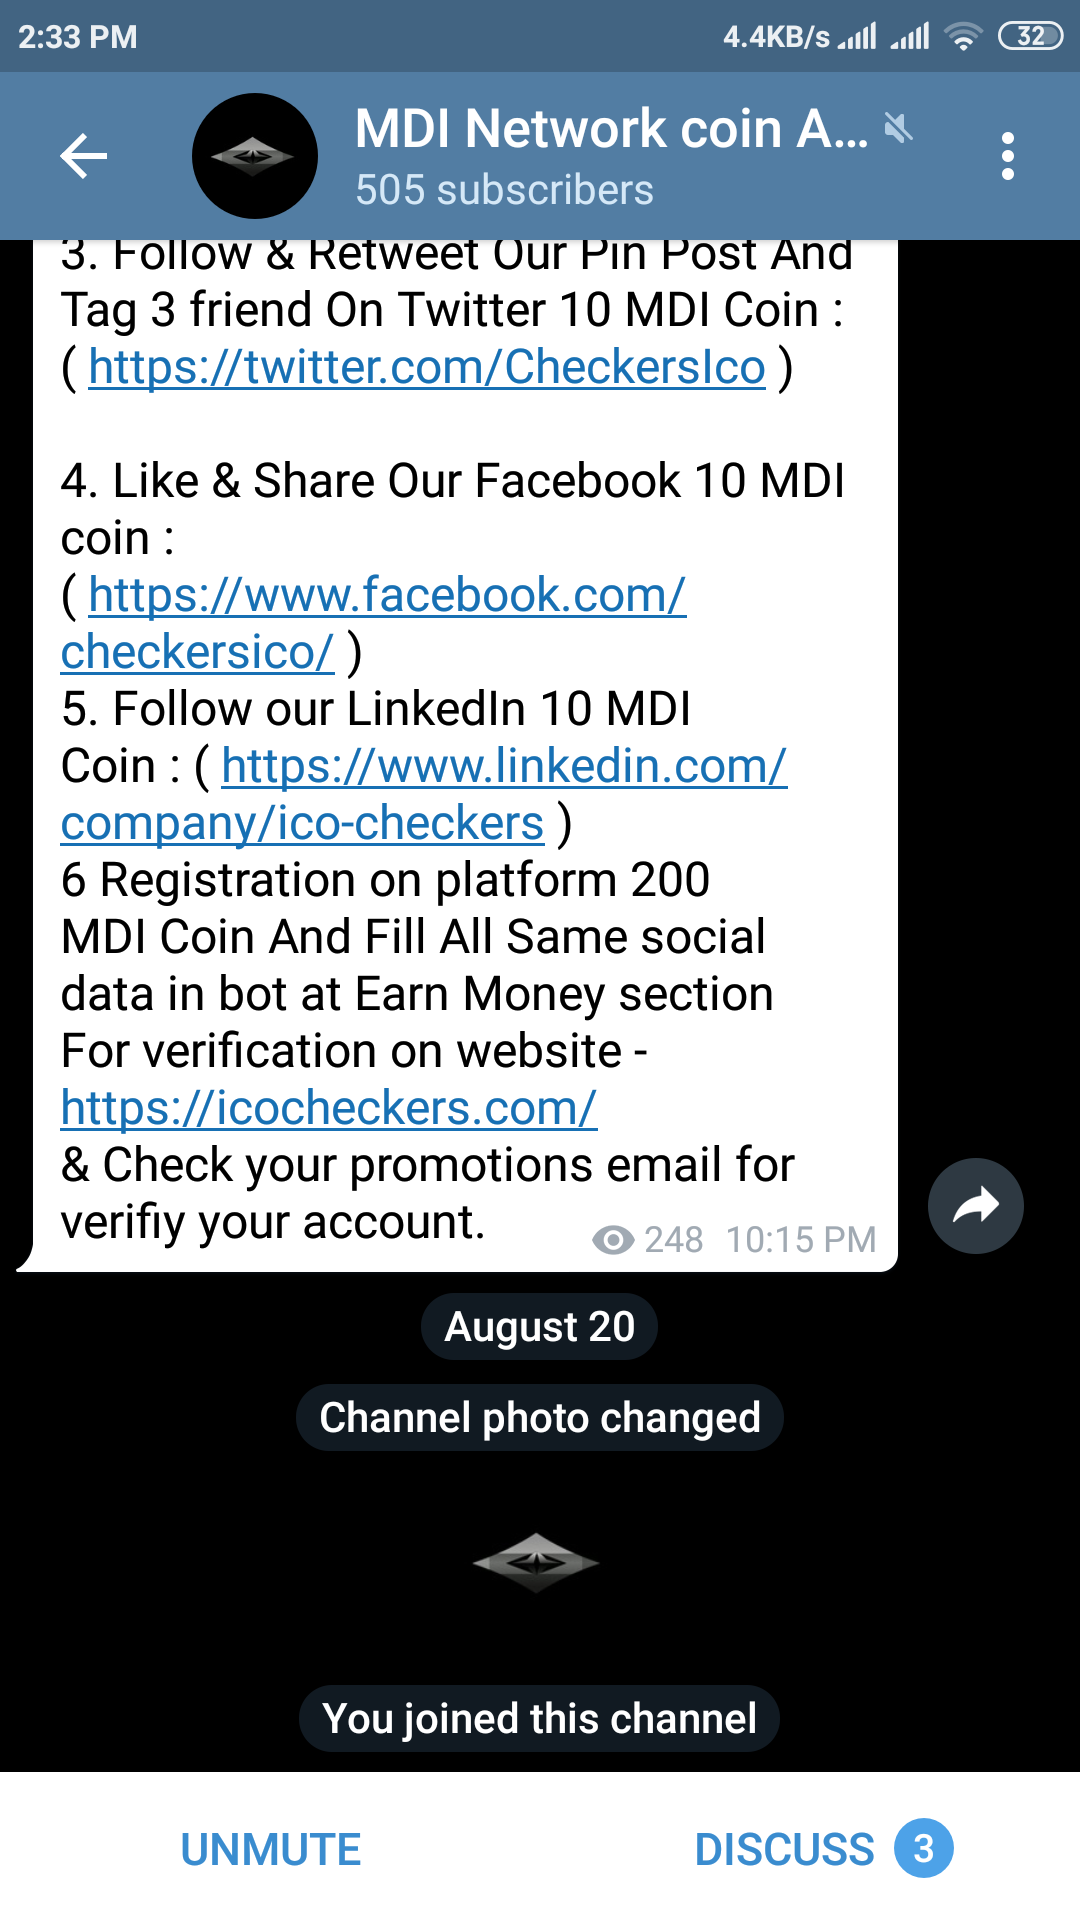 2:33 PM
4.4KB/s
32
MDI Network coin A...
505 subscribers
3. Follow & Retweet Our Pin Post And
Tag 3 friend On Twitter 10 MDI Coin :
( https://twitter.com/CheckersIco )
4. Like & Share Our Facebook 10 MDI
coin :
( https://www.facebook.com/
checkersico/ )
5. Follow our LinkedIn 10 MDI
Coin : ( https://www.linkedin.com/
company/ico-checkers )
6 Registration on platform 200
MDI Coin And Fill All Same social
data in bot at Earn Money section
For verification on website -
https://icocheckers.com/
& Check your promotions email for
verifiy your account.
248 10:15 PM
August 20
Channel photo changed
You joined this channel
UNMUTE
DISCUSS 3